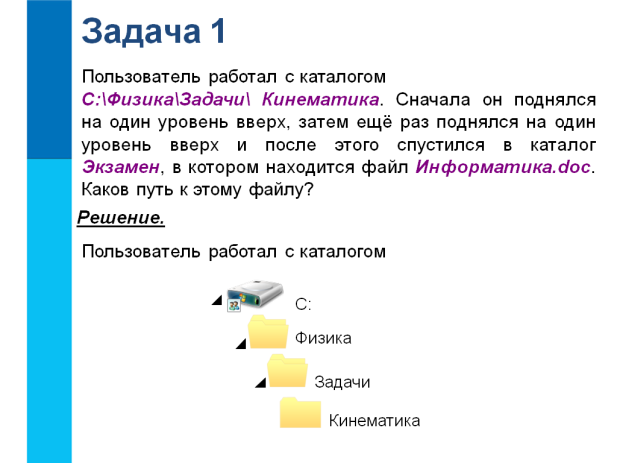 Задача 1
Пользователь работал с каталогом
C:\Физика\Задачи\ Кинематика. Сначала он поднялся
на один уровень вверх, затем ещё раз поднялся на один
уровень вверх и после этого спустился в каталог
Экзамен, в котором находится файл Информатика.doc.
Каков путь к этому файлу?
Решение.
Пользователь работал с каталогом
C:
Физика
Задачи
Кинематика